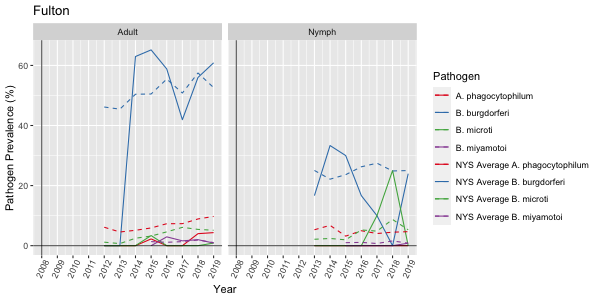 Fulton
Adult
Nymph
Pathogen Prevalence (%)
60
40
20
0
2008 2009 2010 2011 2012 2013 2014 2015 2016 2017 2018 2019
2008 2009 2010 2011 2012 2013 2014 2015 2016 2017 2018 2019
Year
Pathogen
A. phagocytophilum
B. burgdorferi
B. microti
B. miyamotoi
NYS Average A. phagocytophilum
NYS Average B. burgdorferi
NYS Average B. microti
NYS Average B. miyamotoi